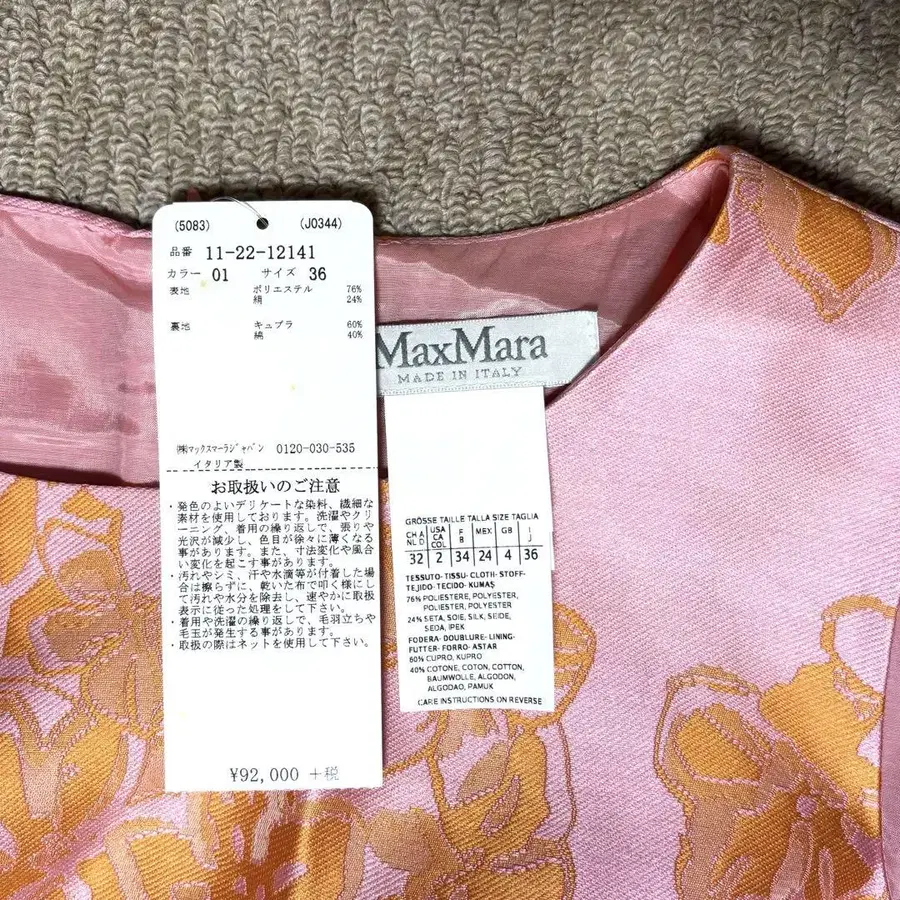 (5083) (J0344)
品番 11-22-12141
カラー 01 サイズ 36
表地 ポリエステル 76%
絹 24%
裏地 キュプラ 60%
綿 40%
㈱マックスマーラジャパン 0120-030-535
イタリア製
お取扱いのご注意
・発色のよいデリケートな染料、繊細な
素材を使用しております。洗濯やクリ
ーニング、着用の繰り返しで、張りや
光沢が減少し、色目が徐々に薄くなる
事があります。また、寸法変化や風合
い変化を起こす事があります。
・汚れやシミ、汗や水滴等が付着した場
合は擦らずに、乾いた布で叩く様にし
て汚れや水分を除去し、速やかに取扱
表示に従った処理をして下さい。
・着用や洗濯の繰り返しで、毛羽立ちや
毛玉が発生する事があります。
・取扱の際はネットを使用して下さい。
¥92,000 +税
MaxMara
MADE IN ITALY
GRÖSSE TAILLE TALLA SIZE TAGLIA
CH A NL D USA CA COL F B MEX GB I J
32 2 34 24 4 36
TESSUTO-TISSU-CLOTH-STOFF-
TEJIDO-TECIDO-KUMAŞ
76% POLIESTERE, POLYESTER,
POLIESTER, POLYESTER
24% SETA, SOIE, SILK, SEIDE,
SEDA, IPEK
FODERA-DOUBLURE-LINING-
FUTTER-FORRO-ASTAR
60% CUPRO, KUPRO
40% COTONE, COTON, COTTON,
BAUMWOLLE, ALGODON,
ALGODAO, PAMUK
CARE INSTRUCTIONS ON REVERSE